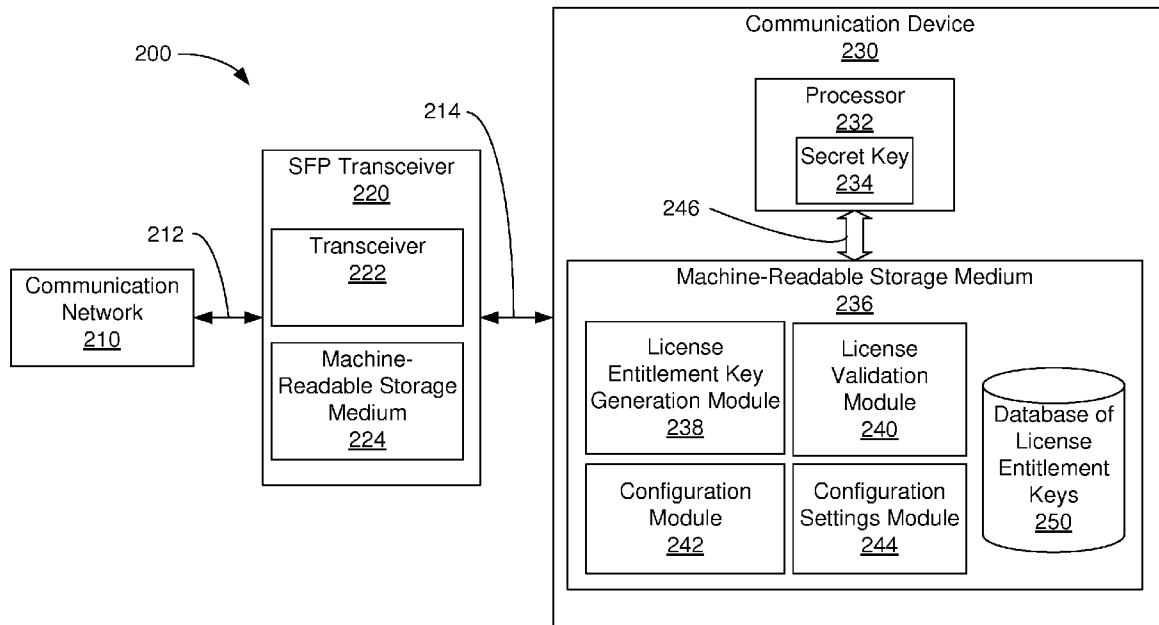 200
212
Communication
Network
210
SFP Transceiver
220
Transceiver
222
Machine-
Readable Storage
Medium
224
214
Communication Device
230
Processor
232
Secret Key
234
246
Machine-Readable Storage Medium
236
License
Entitlement Key
Generation Module
238
License
Validation
Module
240
Configuration
Module
242
Configuration
Settings Module
244
Database of
License
Entitlement
Keys
250